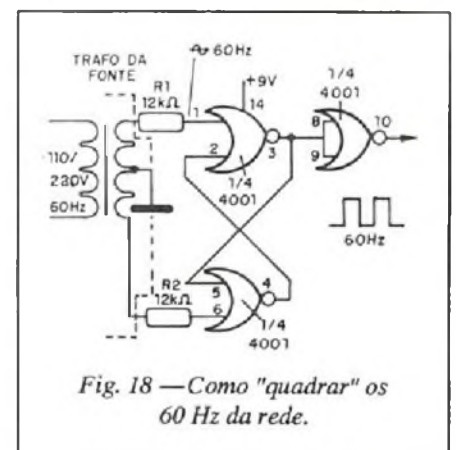 TRAFO DA
FONTE
60Hz
R1
12kΩ
+9V
1/4
4001
1
14
3
2
8
9
10
1/4
4001
110/
220V
60Hz
60Hz
R2
12kΩ
5
6
4
1/4
4001
Fig. 18 — Como "quadrar" os
60 Hz da rede.